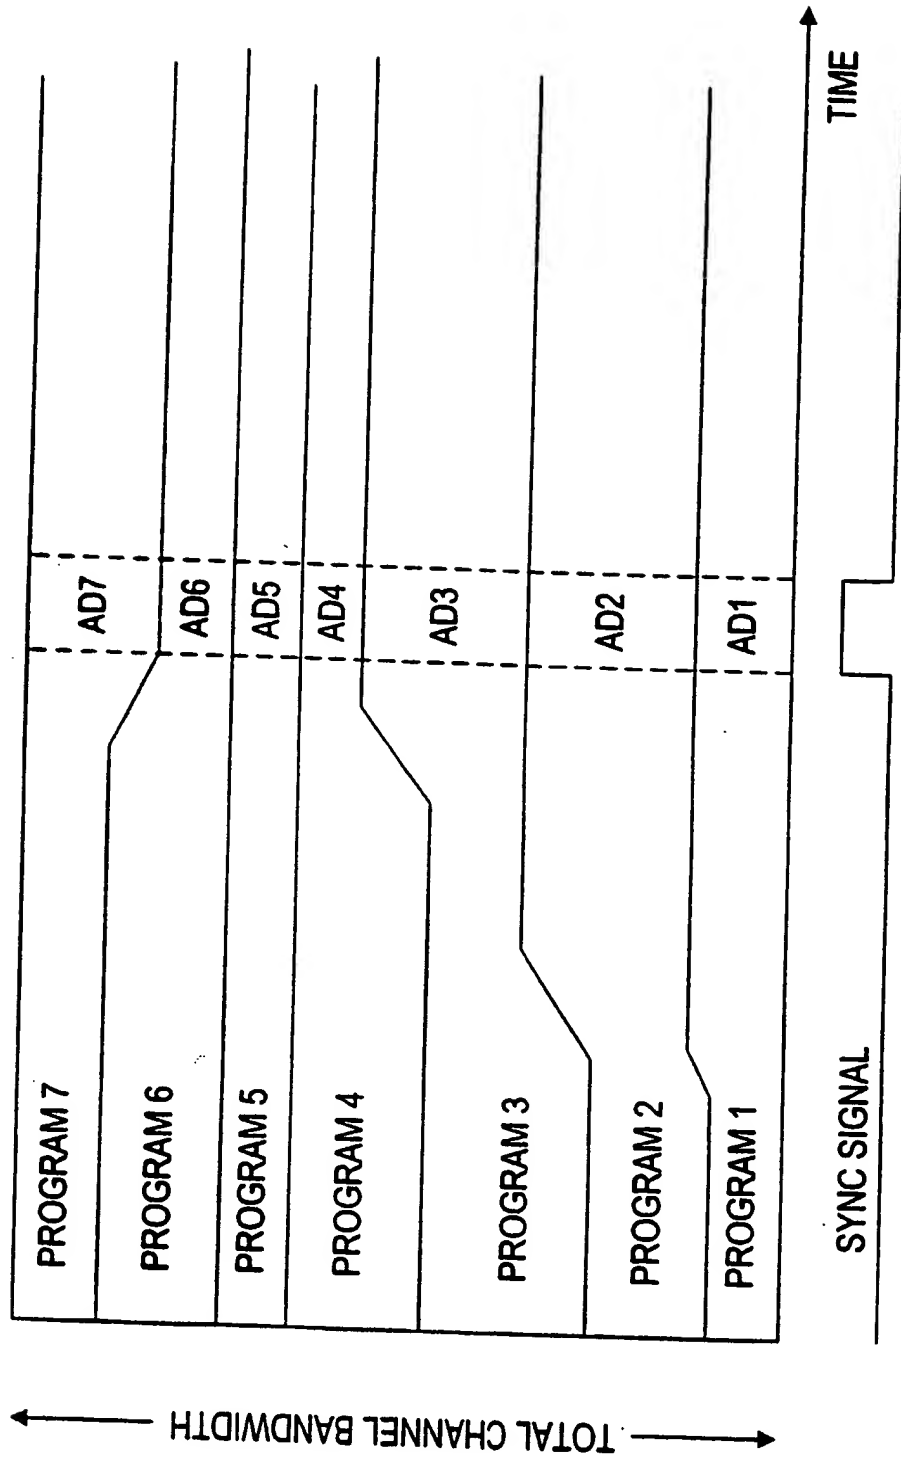 TOTAL CHANNEL BANDWIDTH
PROGRAM 7
PROGRAM 6
PROGRAM 5
PROGRAM 4
PROGRAM 3
PROGRAM 2
PROGRAM 1
AD7
AD6
AD5
AD4
AD3
AD2
AD1
TIME
SYNC SIGNAL